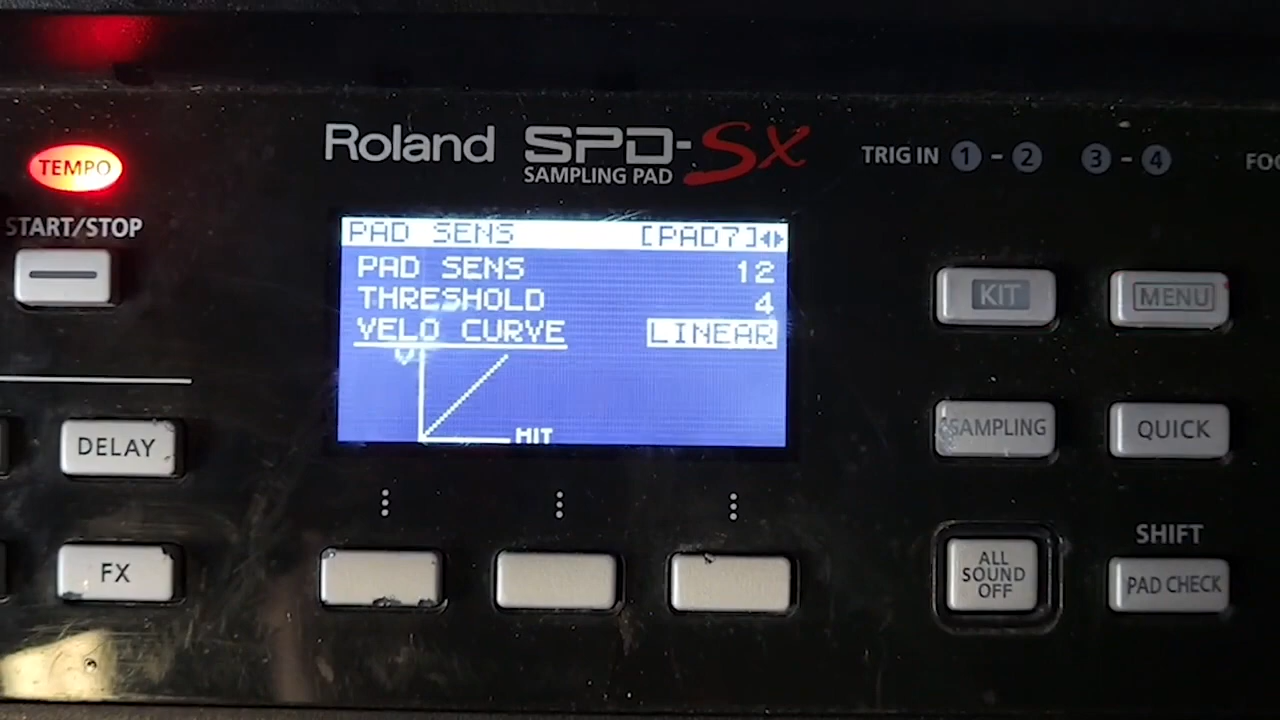 Roland SPD-SX
SAMPLING PAD
TRIG IN 1 - 2 3 - 4
TEMPO
START/STOP
PAD SENS [PAD7]
PAD SENS 12
THRESHOLD 4
VELO CURVE LINEAR
HIT
KIT
MENU
DELAY
SAMPLING
QUICK
FX
ALL
SOUND
OFF
SHIFT
PAD CHECK